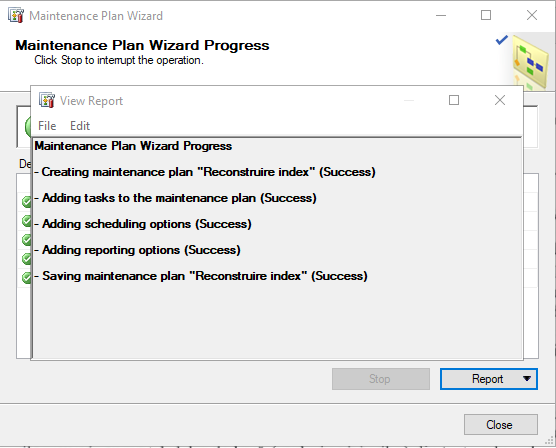 Maintenance Plan Wizard
Maintenance Plan Wizard Progress
Click Stop to interrupt the operation.
View Report
File Edit
Maintenance Plan Wizard Progress
- Creating maintenance plan "Reconstruire index" (Success)
- Adding tasks to the maintenance plan (Success)
- Adding scheduling options (Success)
- Adding reporting options (Success)
- Saving maintenance plan "Reconstruire index" (Success)
De
Stop Report
Close